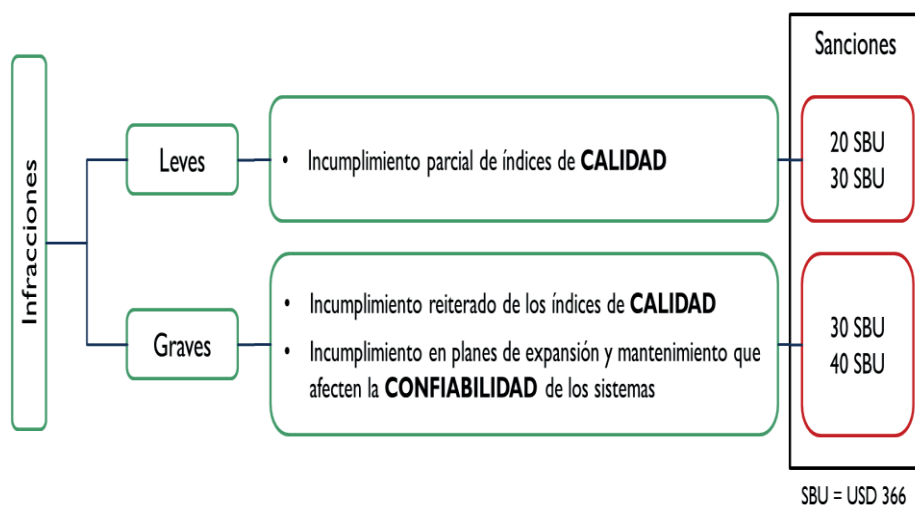 Sanciones
Infracciones
Leves
• Incumplimiento parcial de índices de CALIDAD
20 SBU
30 SBU
Graves
• Incumplimiento reiterado de los índices de CALIDAD
• Incumplimiento en planes de expansión y mantenimiento que
afecten la CONFIABILIDAD de los sistemas
30 SBU
40 SBU
SBU = USD 366